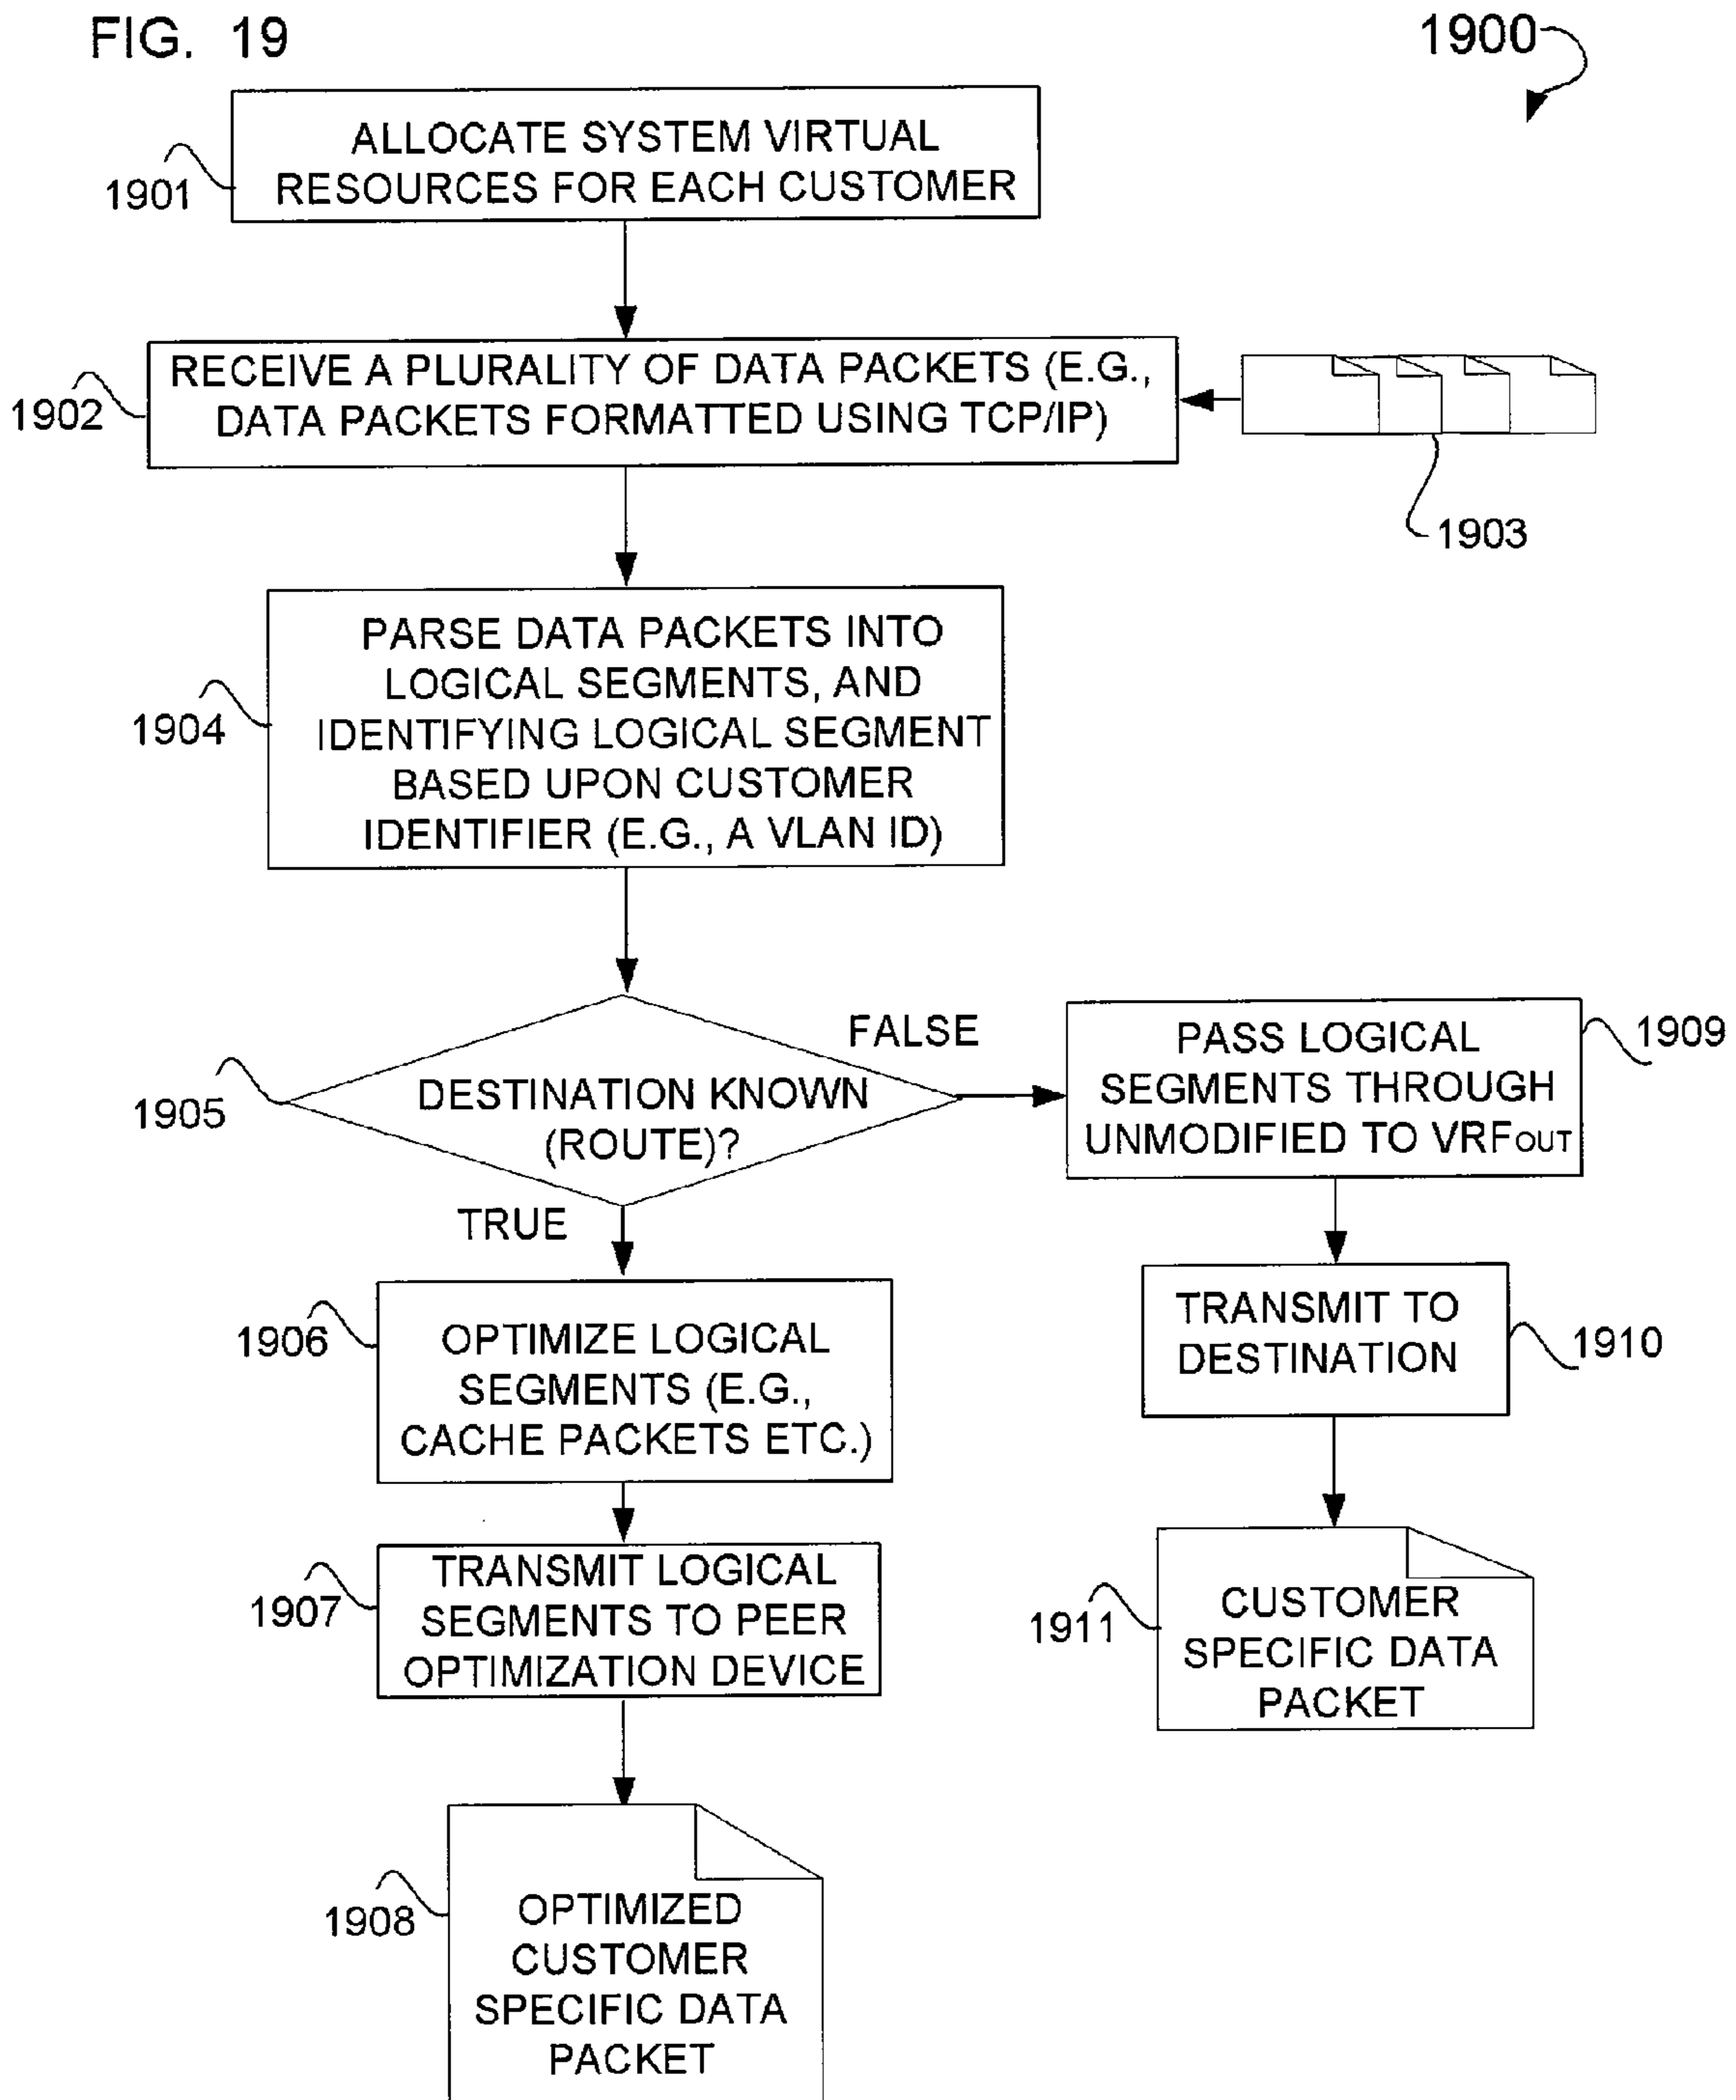 FIG. 19
1900
ALLOCATE SYSTEM VIRTUAL
RESOURCES FOR EACH CUSTOMER
1901
RECEIVE A PLURALITY OF DATA PACKETS (E.G.,
DATA PACKETS FORMATTED USING TCP/IP)
1902
1903
PARSE DATA PACKETS INTO
LOGICAL SEGMENTS, AND
IDENTIFYING LOGICAL SEGMENT
BASED UPON CUSTOMER
IDENTIFIER (E.G., A VLAN ID)
1904
DESTINATION KNOWN
(ROUTE)?
1905
FALSE
TRUE
PASS LOGICAL
SEGMENTS THROUGH
UNMODIFIED TO VRFOUT
1909
OPTIMIZE LOGICAL
SEGMENTS (E.G.,
CACHE PACKETS ETC.)
1906
TRANSMIT TO
DESTINATION
1910
TRANSMIT LOGICAL
SEGMENTS TO PEER
OPTIMIZATION DEVICE
1907
CUSTOMER
SPECIFIC DATA
PACKET
1911
OPTIMIZED
CUSTOMER
SPECIFIC DATA
PACKET
1908